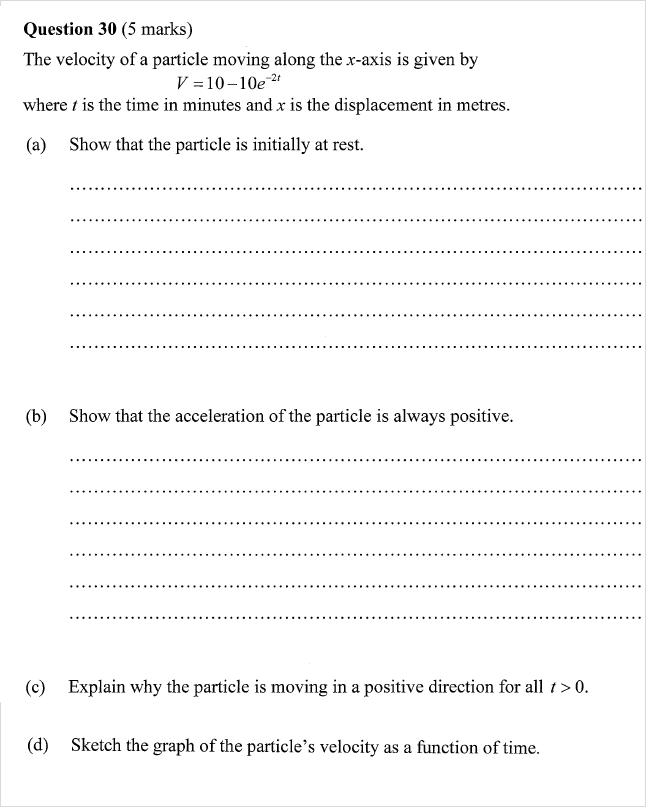 Question 30 (5 marks)
The velocity of a particle moving along the x-axis is given by
V = 10 – 10e⁻²ᵗ
where t is the time in minutes and x is the displacement in metres.
(a) Show that the particle is initially at rest.
(b) Show that the acceleration of the particle is always positive.
(c) Explain why the particle is moving in a positive direction for all t > 0.
(d) Sketch the graph of the particle’s velocity as a function of time.